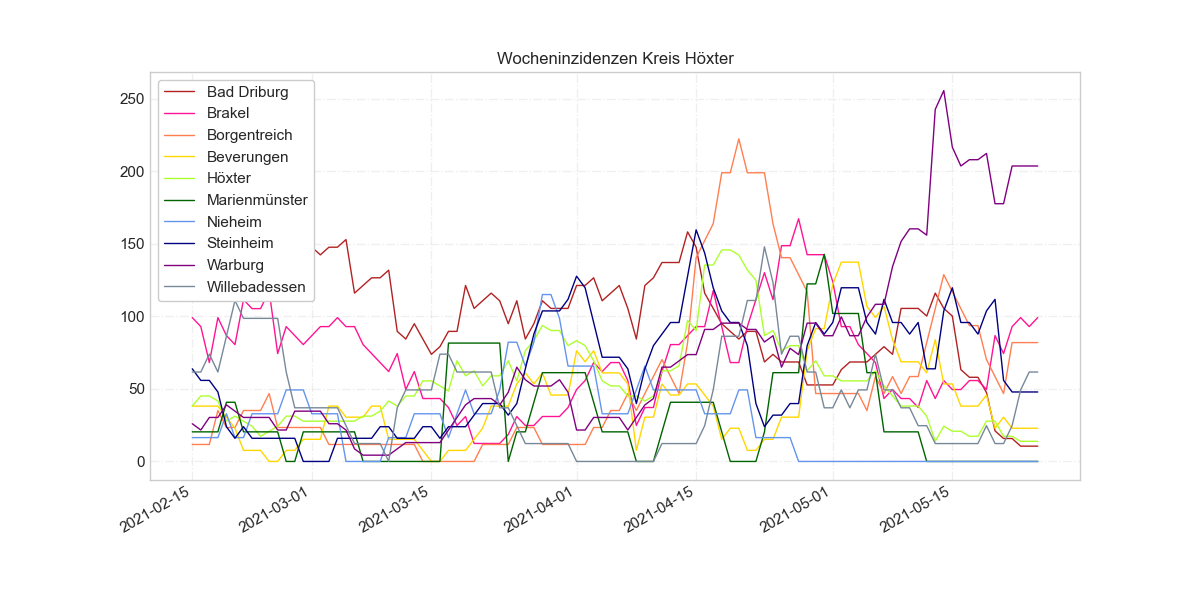 Wocheninzidenzen Kreis Höxter
Bad Driburg
Brakel
Borgentreich
Beverungen
Höxter
Marienmünster
Nieheim
Steinheim
Warburg
Willebadessen
250
200
150
100
50
0
2021-02-15
2021-03-01
2021-03-15
2021-04-01
2021-04-15
2021-05-01
2021-05-15